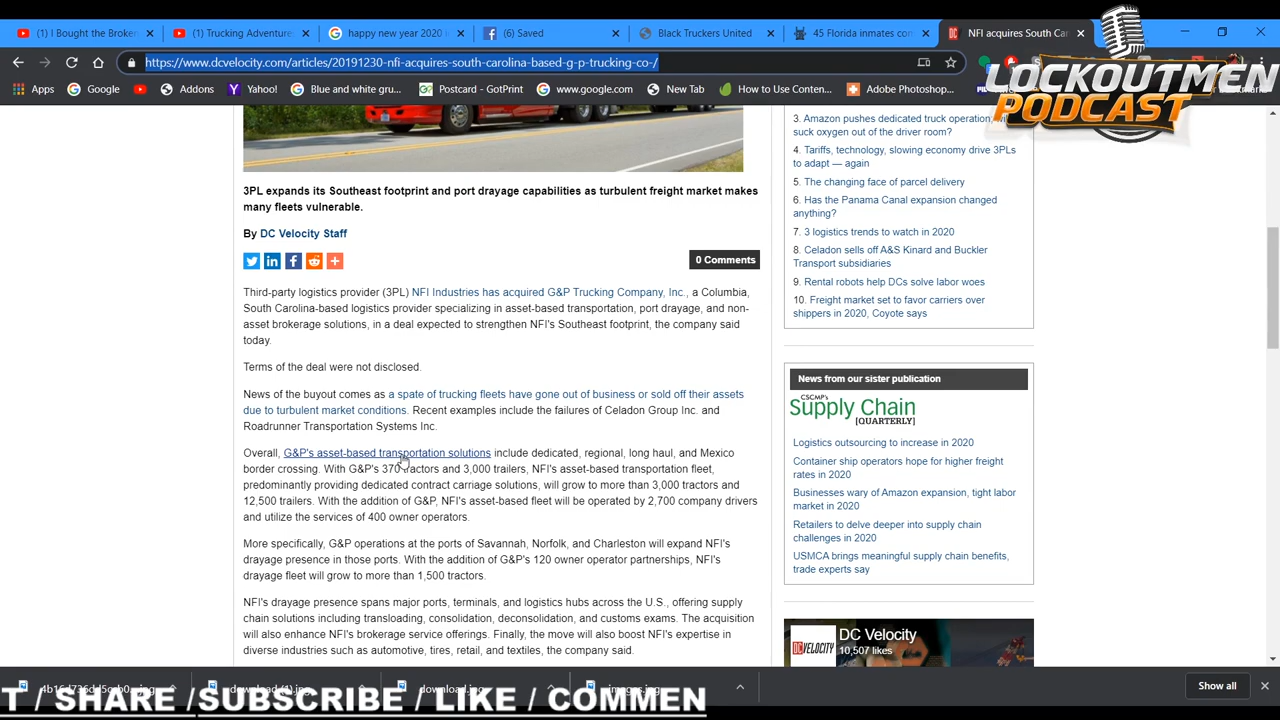 (1) I Bought the Broken
(1) Trucking Adventure
happy new year 2020 i
(6) Saved
Black Truckers United
45 Florida inmates con
NFI acquires South Car
https://www.dcvelocity.com/articles/20191230-nfi-acquires-south-carolina-based-g-p-trucking-co-/
LOCKOUTMEN
PODCAST
Apps
Google
Addons
Yahoo!
Blue and white gru...
Postcard - GotPrint
www.google.com
New Tab
How to Use Conten...
Adobe Photoshop...
3PL expands its Southeast footprint and port drayage capabilities as turbulent freight market makes
many fleets vulnerable.
By DC Velocity Staff
0 Comments
Third-party logistics provider (3PL) NFI Industries has acquired G&P Trucking Company, Inc., a Columbia,
South Carolina-based logistics provider specializing in asset-based transportation, port drayage, and non-
asset brokerage solutions, in a deal expected to strengthen NFI's Southeast footprint, the company said
today.
Terms of the deal were not disclosed.
News of the buyout comes as a spate of trucking fleets have gone out of business or sold off their assets
due to turbulent market conditions. Recent examples include the failures of Celadon Group Inc. and
Roadrunner Transportation Systems Inc.
Overall, G&P's asset-based transportation solutions include dedicated, regional, long haul, and Mexico
border crossing. With G&P's 370 tractors and 3,000 trailers, NFI's asset-based transportation fleet,
predominantly providing dedicated contract carriage solutions, will grow to more than 3,000 tractors and
12,500 trailers. With the addition of G&P, NFI's asset-based fleet will be operated by 2,700 company drivers
and utilize the services of 400 owner operators.
More specifically, G&P operations at the ports of Savannah, Norfolk, and Charleston will expand NFI's
drayage presence in those ports. With the addition of G&P's 120 owner operator partnerships, NFI's
drayage fleet will grow to more than 1,500 tractors.
NFI's drayage presence spans major ports, terminals, and logistics hubs across the U.S., offering supply
chain solutions including transloading, consolidation, deconsolidation, and customs exams. The acquisition
will also enhance NFI's brokerage service offerings. Finally, the move will also boost NFI's expertise in
diverse industries such as automotive, tires, retail, and textiles, the company said.
3. Amazon pushes dedicated truck operation;
suck oxygen out of the driver room?
4. Tariffs, technology, slowing economy drive 3PLs
to adapt — again
5. The changing face of parcel delivery
6. Has the Panama Canal expansion changed
anything?
7. 3 logistics trends to watch in 2020
8. Celadon sells off A&S Kinard and Buckler
Transport subsidiaries
9. Rental robots help DCs solve labor woes
10. Freight market set to favor carriers over
shippers in 2020, Coyote says
News from our sister publication
CSCMP's
Supply Chain
[QUARTERLY]
Logistics outsourcing to increase in 2020
Container ship operators hope for higher freight
rates in 2020
Businesses wary of Amazon expansion, tight labor
market in 2020
Retailers to delve deeper into supply chain
challenges in 2020
USMCA brings meaningful supply chain benefits,
trade experts say
DC VELOCITY
DC Velocity
10,507 likes
download (1).jpg
download.jpg
images.jpg
Show all
T / SHARE /SUBSCRIBE / LIKE / COMMEN